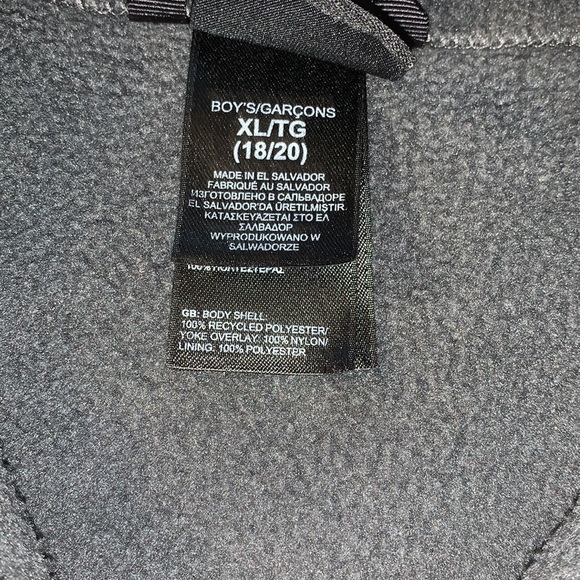 BOY'S/GARÇONS
XL/TG
(18/20)
MADE IN EL SALVADOR
FABRIQUÉ AU SALVADOR
ИЗГОТОВЛЕНО В САЛЬВАДОРЕ
EL SALVADOR'DA ÜRETILMIŞTIR
ΚΑΤΑΣΚΕΥΑΖΕΤΑΙ ΣΤΟ ΕΛ
ΣΑΛΒΑΔΟΡ
WYPRODUKOWANO W
SALWADORZE
GB: BODY SHELL:
100% RECYCLED POLYESTER/
YOKE OVERLAY: 100% NYLON/
LINING: 100% POLYESTER